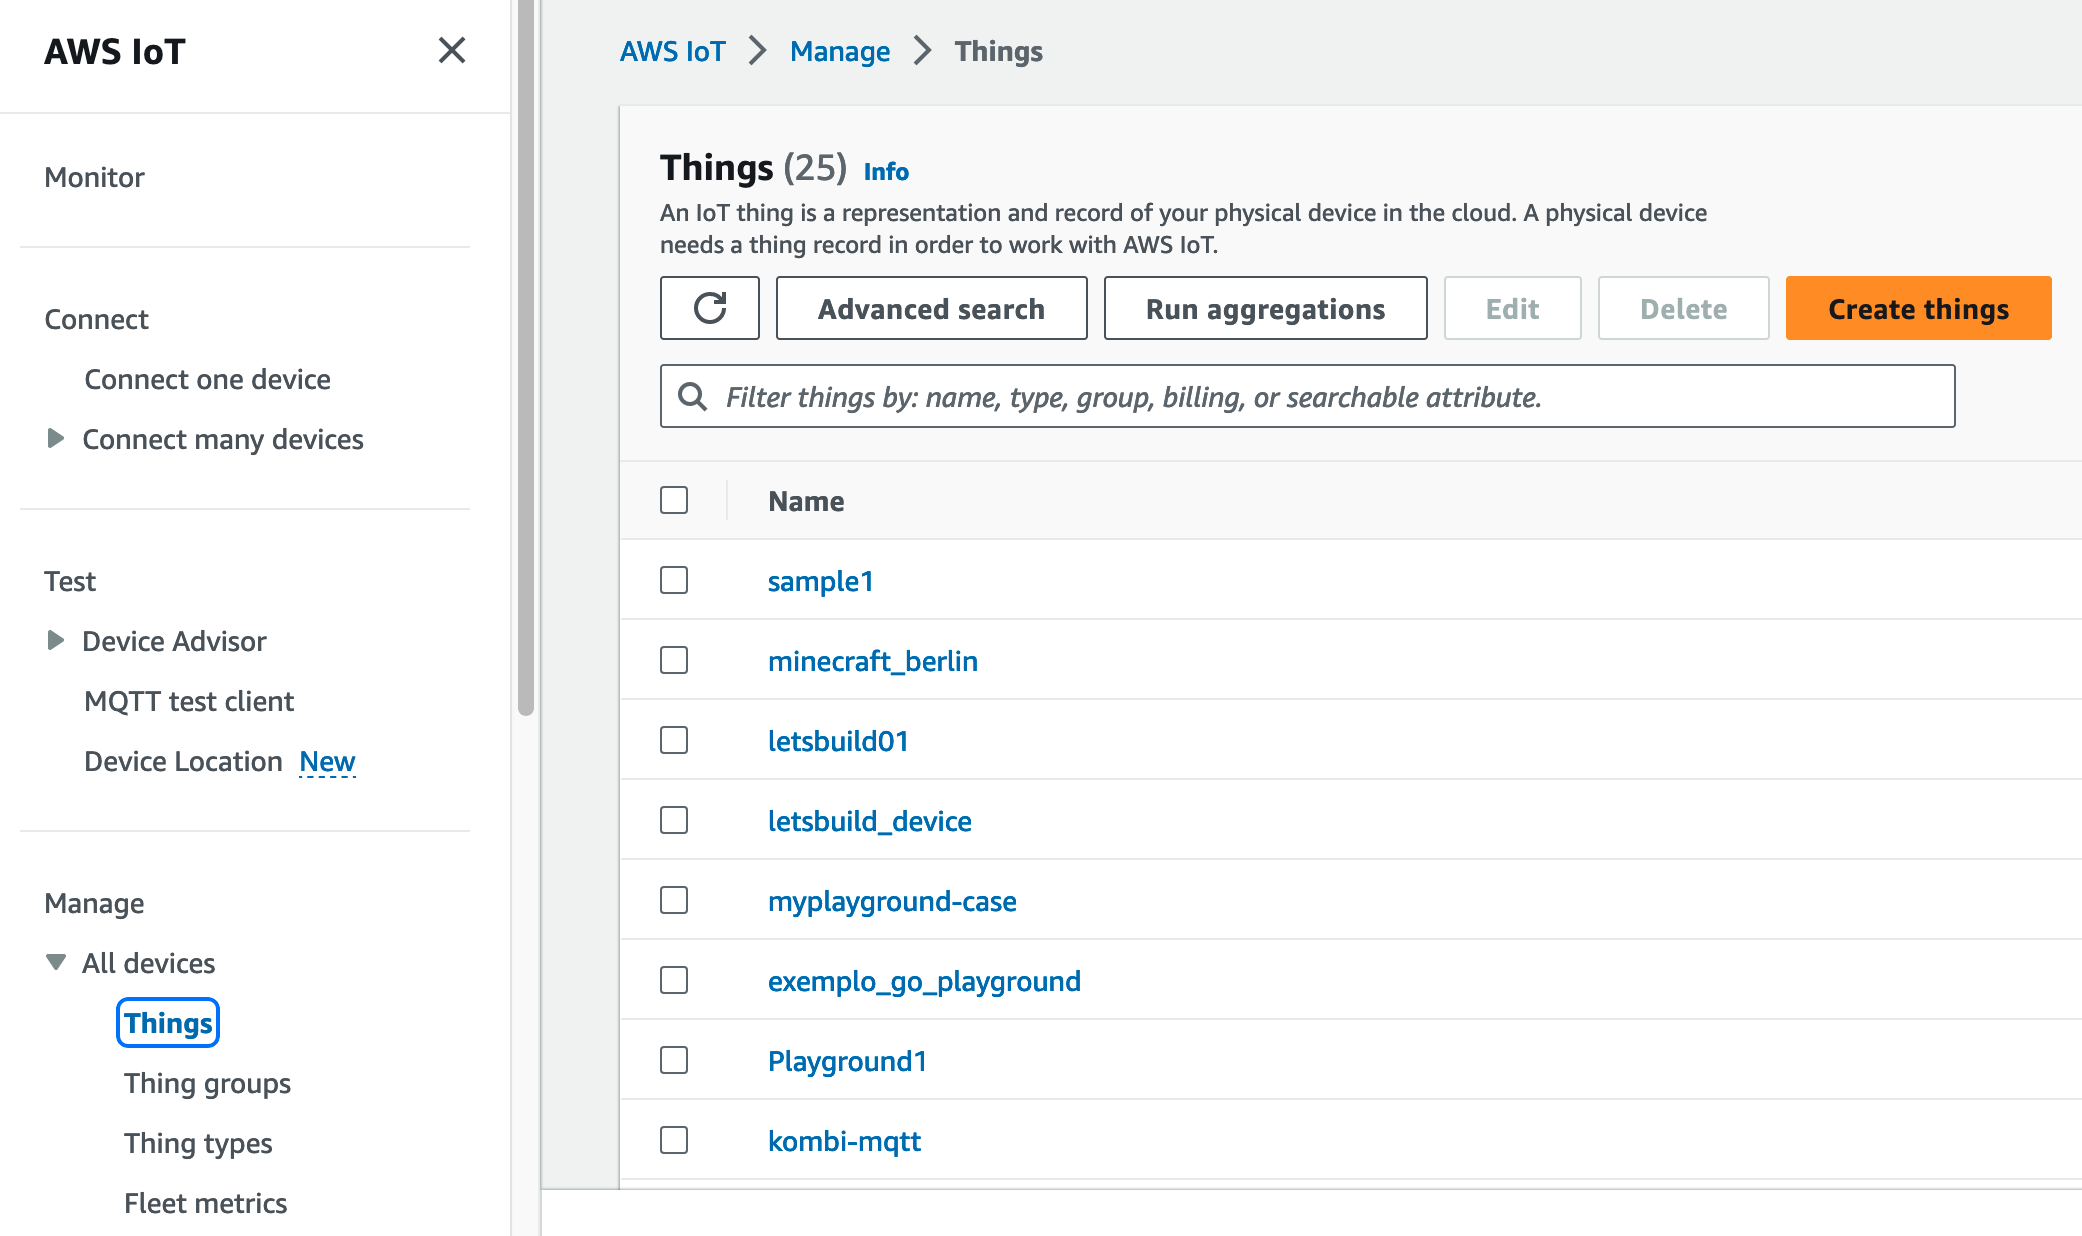 AWS IoT
Monitor
Connect
Connect one device
Connect many devices
Test
Device Advisor
MQTT test client
Device Location New
Manage
All devices
Things
Thing groups
Thing types
Fleet metrics
AWS IoT > Manage > Things
Things (25) Info
An IoT thing is a representation and record of your physical device in the cloud. A physical device
needs a thing record in order to work with AWS IoT.
Advanced search Run aggregations Edit Delete Create things
Filter things by: name, type, group, billing, or searchable attribute.
Name
sample1
minecraft_berlin
letsbuild01
letsbuild_device
myplayground-case
exemplo_go_playground
Playground1
kombi-mqtt